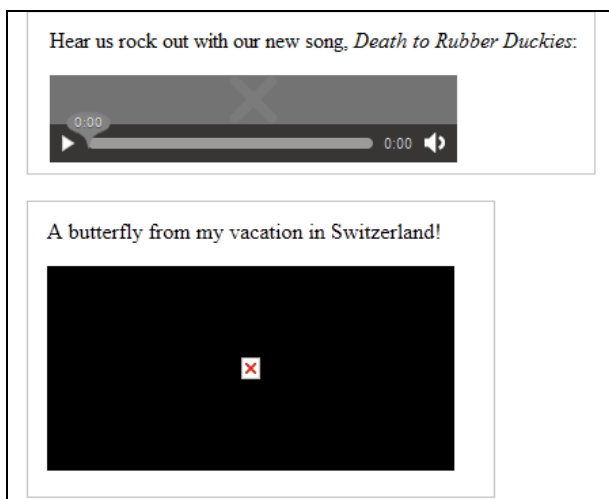 Hear us rock out with our new song, Death to Rubber Duckies:
0:00
0:00
A butterfly from my vacation in Switzerland!